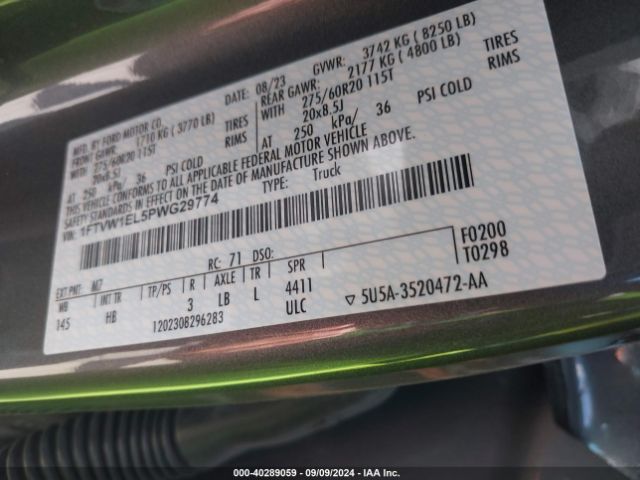 MFD. BY FORD MOTOR CO.
DATE: 08/23
GVWR: 3742 KG ( 8250 LB)
FRONT GAWR: 1710 KG ( 3770 LB)
REAR GAWR: 2177 KG ( 4800 LB)
WITH 275/60R20 115T TIRES
WITH 275/60R20 115T TIRES
20x8.5J RIMS
20x8.5J RIMS
AT 250 kPa/ 36 PSI COLD
AT 250 kPa/ 36 PSI COLD
THIS VEHICLE CONFORMS TO ALL APPLICABLE FEDERAL MOTOR VEHICLE
SAFETY STANDARDS IN EFFECT ON THE DATE OF MANUFACTURE SHOWN ABOVE.
VIN: 1FTVW1EL5PWG29774
TYPE: Truck
EXT PNT: M7 RC: 71 DSO: F0200
WB INT TR TP/PS R AXLE TR SPR T0298
145 HB 3 LB L 4411
120230B296283 ULC
▽ 5U5A-3520472-AA
000-40289059 - 09/09/2024 - IAA Inc.